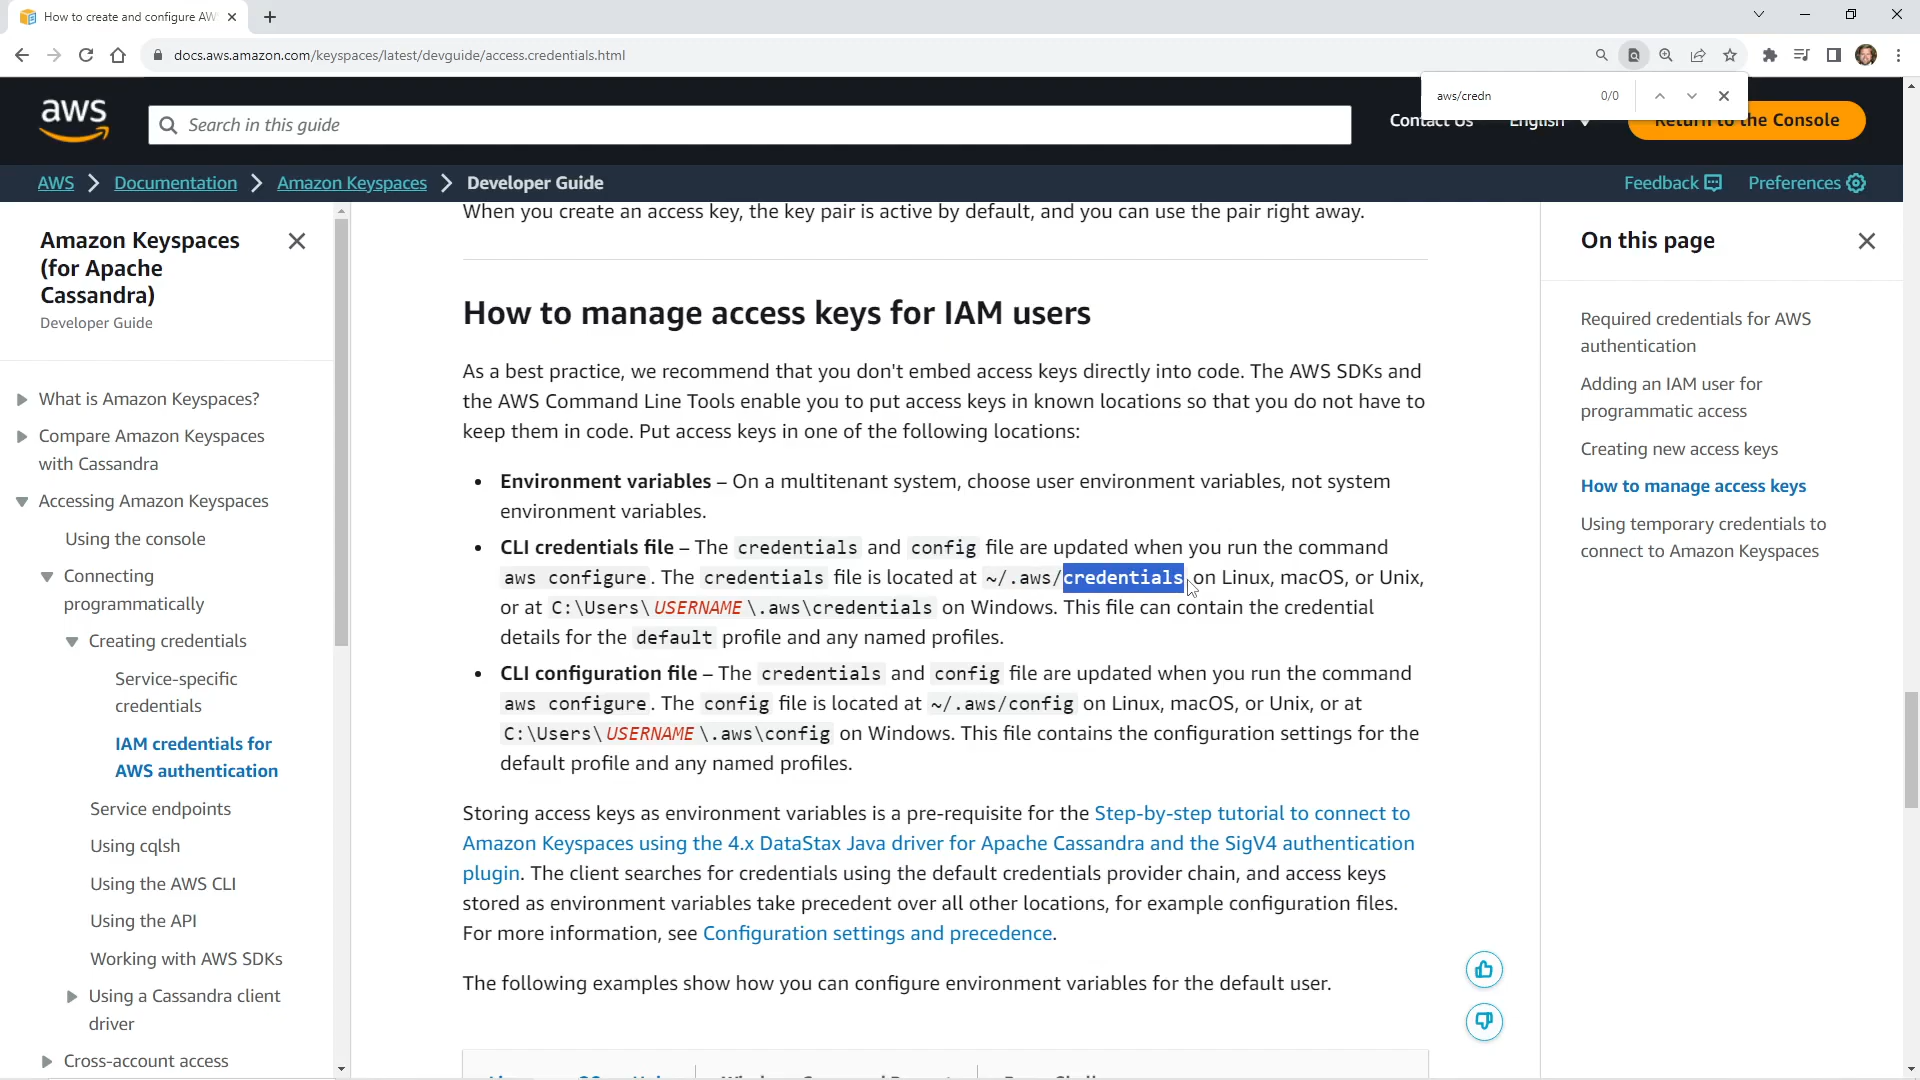 How to create and configure AW
docs.aws.amazon.com/keyspaces/latest/devguide/access.credentials.html
aws/credn 0/0
aws
Search in this guide
Contact Us English Return to the Console
AWS Documentation Amazon Keyspaces Developer Guide Feedback Preferences
Amazon Keyspaces
(for Apache
Cassandra)
Developer Guide
What is Amazon Keyspaces?
Compare Amazon Keyspaces
with Cassandra
Accessing Amazon Keyspaces
Using the console
Connecting
programmatically
Creating credentials
Service-specific
credentials
IAM credentials for
AWS authentication
Service endpoints
Using cqlsh
Using the AWS CLI
Using the API
Working with AWS SDKs
Using a Cassandra client
driver
Cross-account access
When you create an access key, the key pair is active by default, and you can use the pair right away.
How to manage access keys for IAM users
As a best practice, we recommend that you don't embed access keys directly into code. The AWS SDKs and
the AWS Command Line Tools enable you to put access keys in known locations so that you do not have to
keep them in code. Put access keys in one of the following locations:
• Environment variables – On a multitenant system, choose user environment variables, not system
environment variables.
• CLI credentials file – The credentials and config file are updated when you run the command
aws configure. The credentials file is located at ~/.aws/credentials on Linux, macOS, or Unix,
or at C:\Users\USERNAME\.aws\credentials on Windows. This file can contain the credential
details for the default profile and any named profiles.
• CLI configuration file – The credentials and config file are updated when you run the command
aws configure. The config file is located at ~/.aws/config on Linux, macOS, or Unix, or at
C:\Users\USERNAME\.aws\config on Windows. This file contains the configuration settings for the
default profile and any named profiles.
Storing access keys as environment variables is a pre-requisite for the Step-by-step tutorial to connect to
Amazon Keyspaces using the 4.x DataStax Java driver for Apache Cassandra and the SigV4 authentication
plugin. The client searches for credentials using the default credentials provider chain, and access keys
stored as environment variables take precedent over all other locations, for example configuration files.
For more information, see Configuration settings and precedence.
The following examples show how you can configure environment variables for the default user.
On this page
Required credentials for AWS
authentication
Adding an IAM user for
programmatic access
Creating new access keys
How to manage access keys
Using temporary credentials to
connect to Amazon Keyspaces